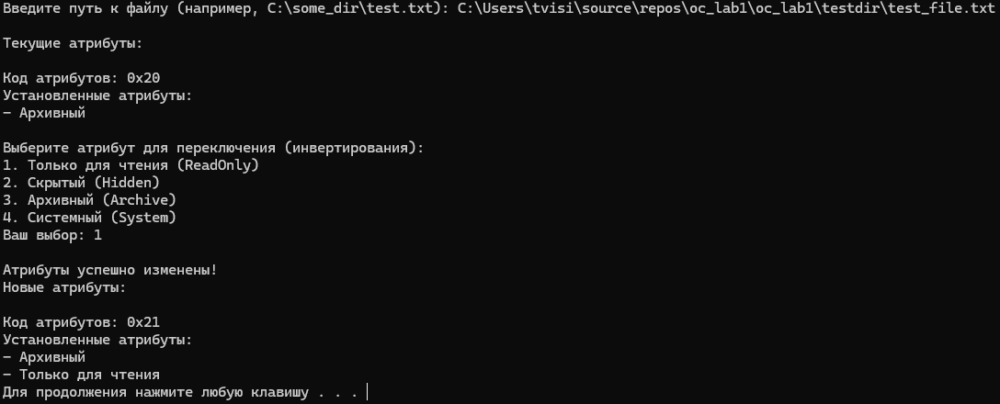 Введите путь к файлу (например, C:\some_dir\test.txt): C:\Users\tvisi\source\repos\oc_lab1\oc_lab1\testdir\test_file.txt
Текущие атрибуты:
Код атрибутов: 0x20
Установленные атрибуты:
- Архивный
Выберите атрибут для переключения (инвертирования):
1. Только для чтения (ReadOnly)
2. Скрытый (Hidden)
3. Архивный (Archive)
4. Системный (System)
Ваш выбор: 1
Атрибуты успешно изменены!
Новые атрибуты:
Код атрибутов: 0x21
Установленные атрибуты:
- Архивный
- Только для чтения
Для продолжения нажмите любую клавишу . . .